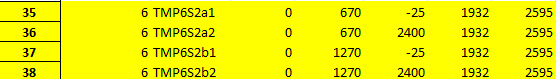 35 6 TMP6S2a1 0 670 -25 1932 2595
36 6 TMP6S2a2 0 670 2400 1932 2595
37 6 TMP6S2b1 0 1270 -25 1932 2595
38 6 TMP6S2b2 0 1270 2400 1932 2595